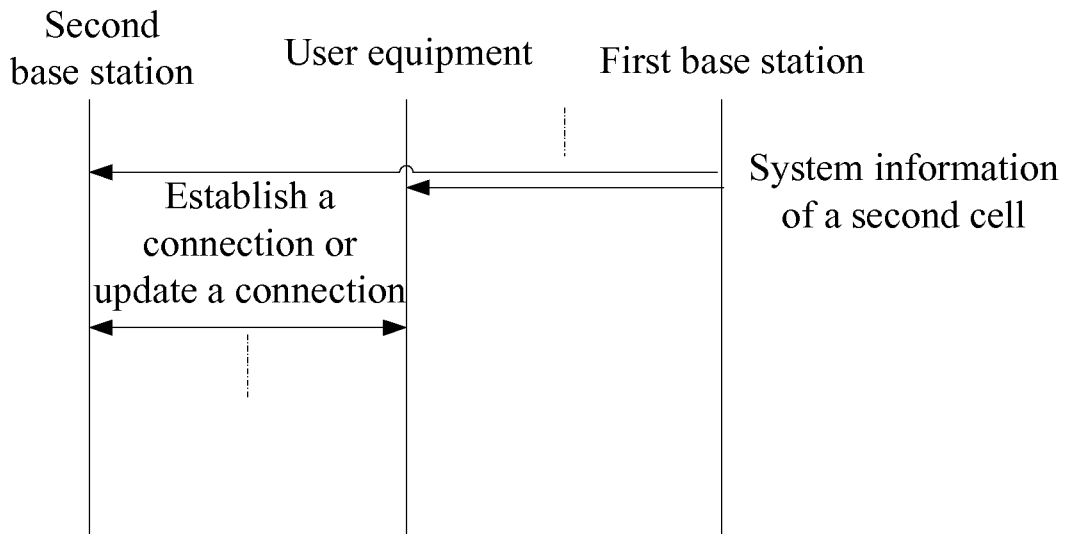 Second
base station
User equipment
First base station
System information
of a second cell
Establish a
connection or
update a connection